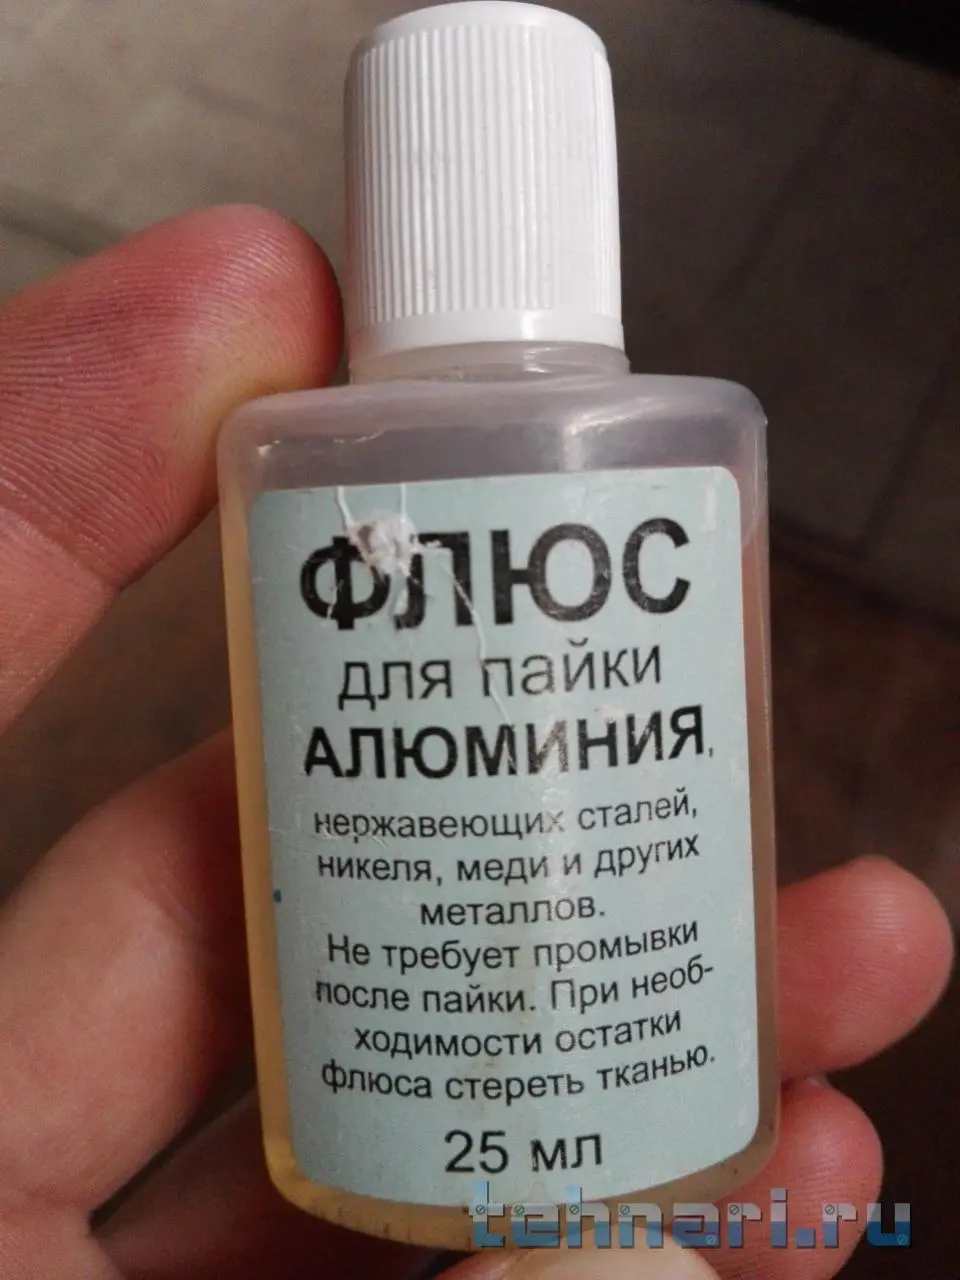 ФЛЮС
для пайки
АЛЮМИНИЯ,
нержавеющих сталей,
никеля, меди и других
металлов.
Не требует промывки
после пайки. При необ-
ходимости остатки
флюса стереть тканью.
25 мл
tehnari.ru